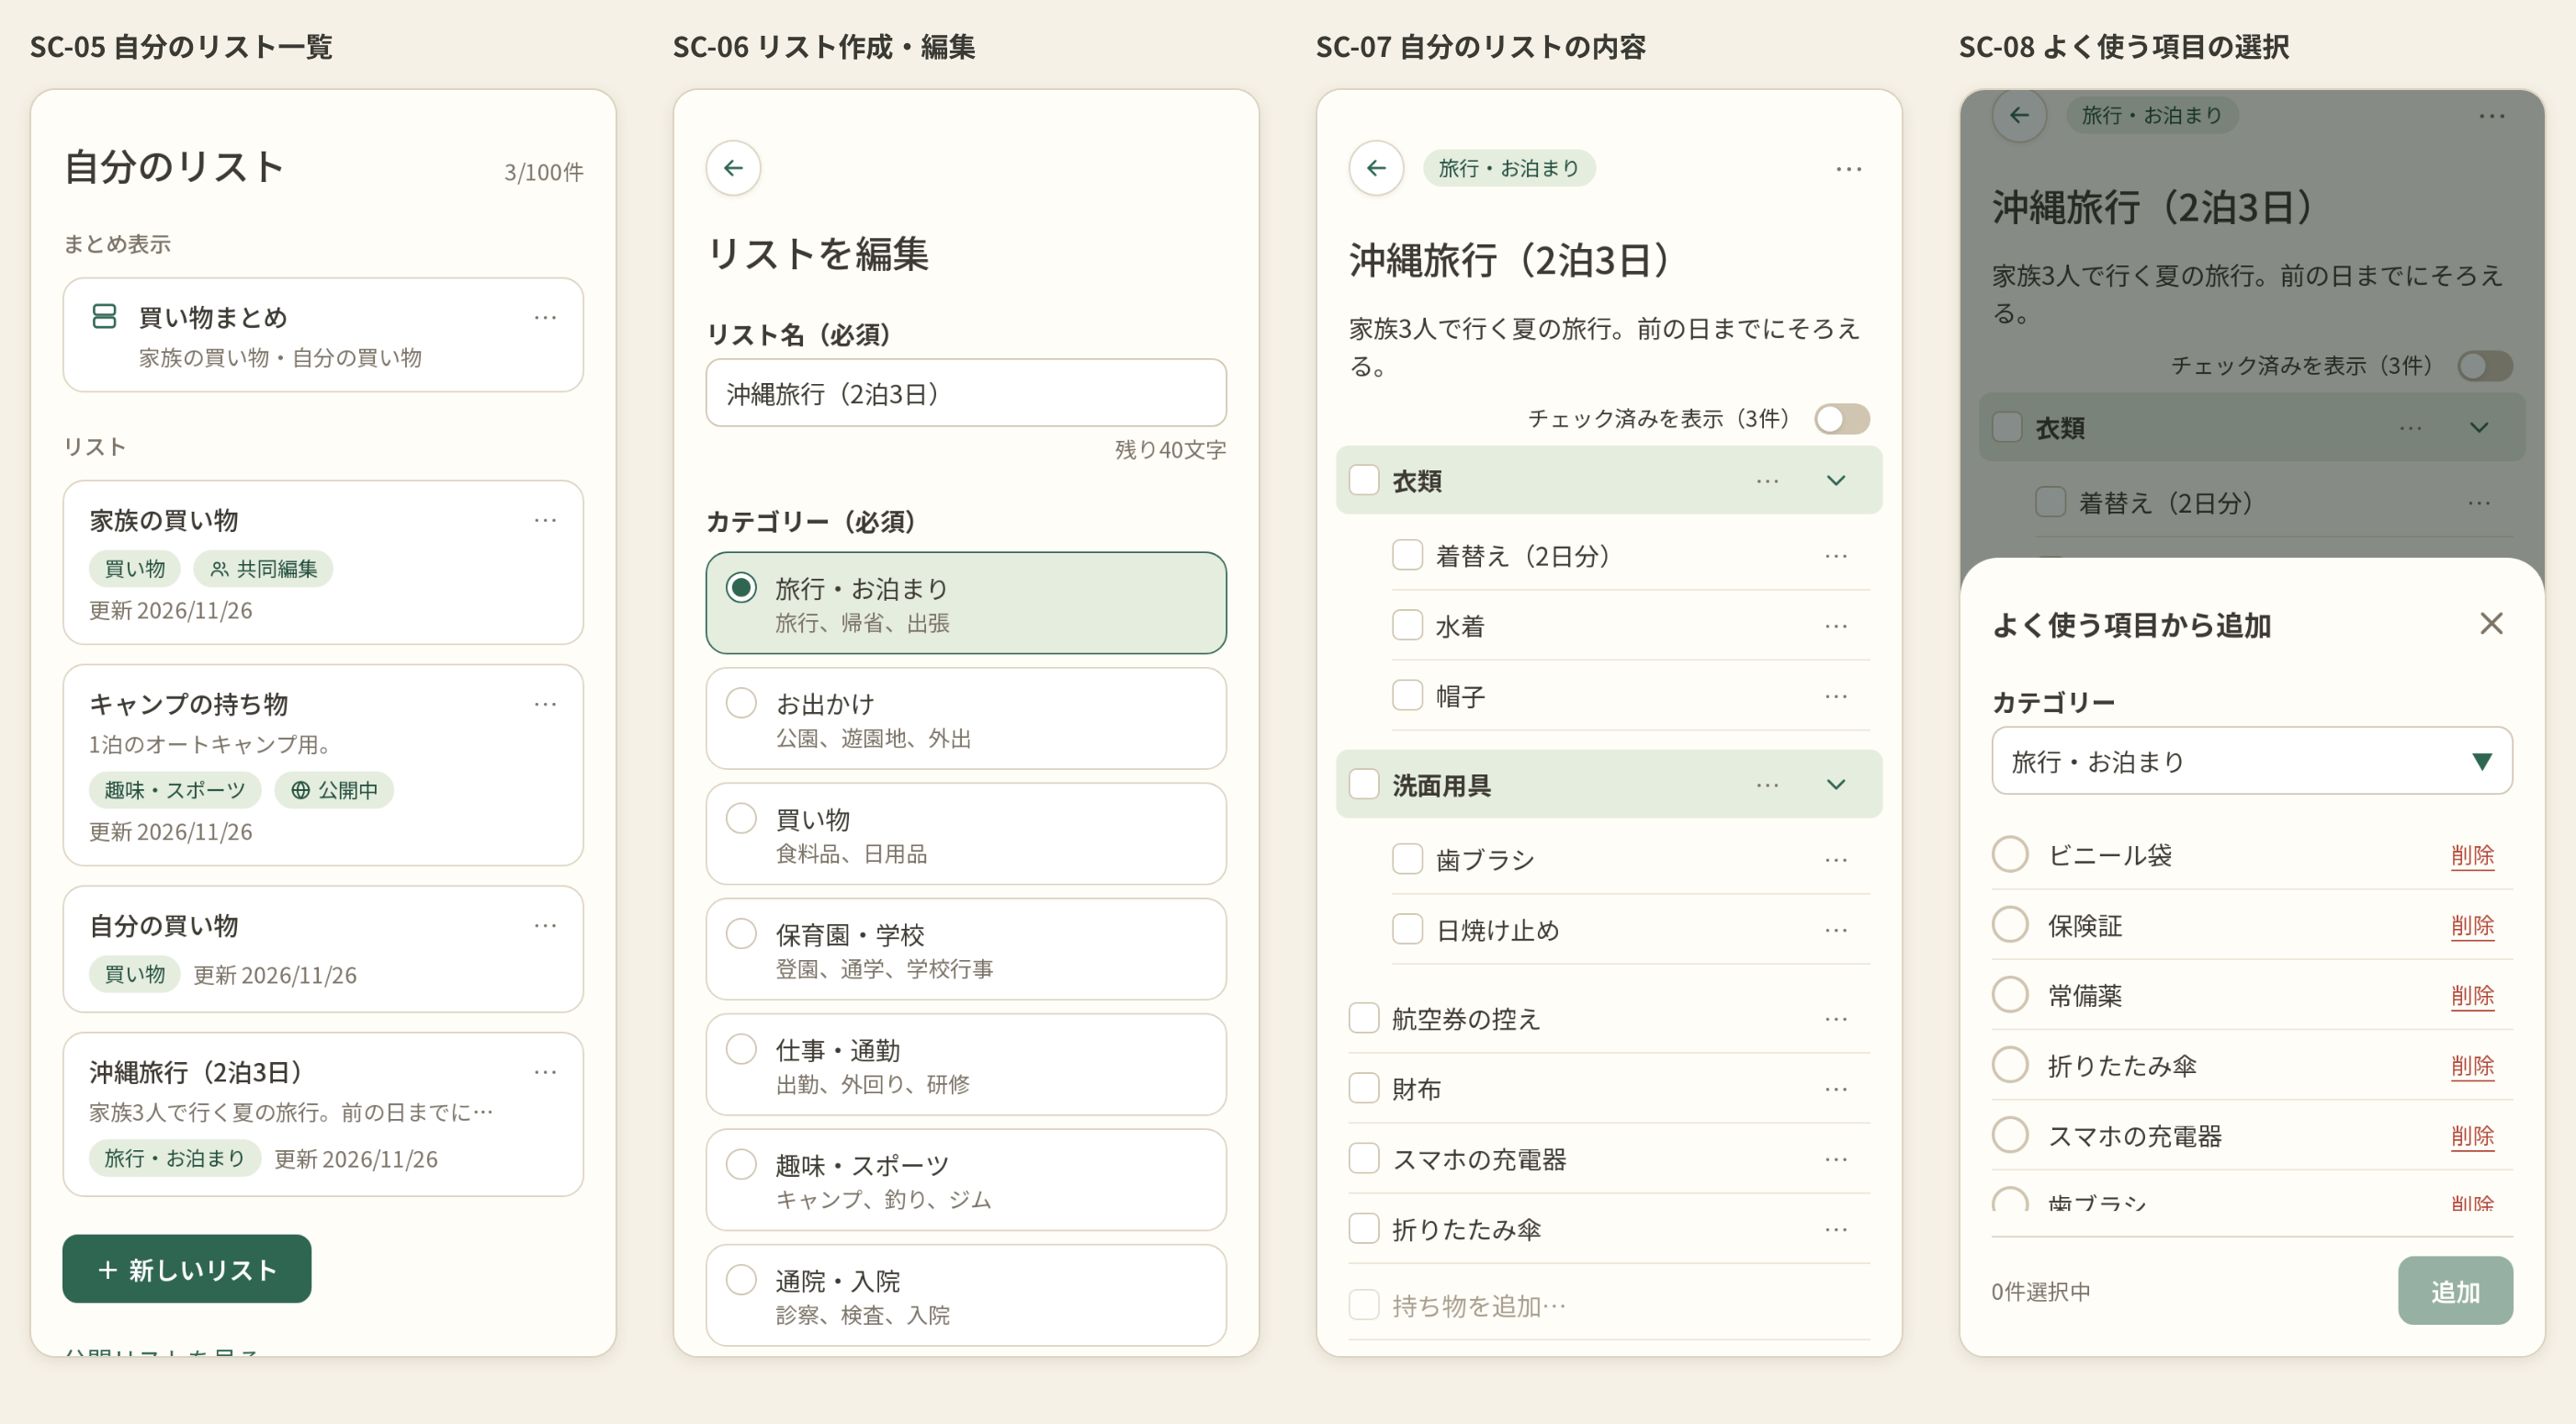 SC-05 自分のリスト一覧
自分のリスト
3/100件
まとめ表示
買い物まとめ
…
家族の買い物・自分の買い物
リスト
家族の買い物
…
買い物
共同編集
更新 2026/11/26
キャンプの持ち物
…
1泊のオートキャンプ用。
趣味・スポーツ
公開中
更新 2026/11/26
自分の買い物
…
買い物
更新 2026/11/26
沖縄旅行（2泊3日）
…
家族3人で行く夏の旅行。前の日までに…
旅行・お泊まり
更新 2026/11/26
＋ 新しいリスト
公開リストを見る
SC-06 リスト作成・編集
←
リストを編集
リスト名（必須）
沖縄旅行（2泊3日）
残り40文字
カテゴリー（必須）
旅行・お泊まり
旅行、帰省、出張
お出かけ
公園、遊園地、外出
買い物
食料品、日用品
保育園・学校
登園、通学、学校行事
仕事・通勤
出勤、外回り、研修
趣味・スポーツ
キャンプ、釣り、ジム
通院・入院
診察、検査、入院
SC-07 自分のリストの内容
←
旅行・お泊まり
…
沖縄旅行（2泊3日）
家族3人で行く夏の旅行。前の日までにそろえ
る。
チェック済みを表示（3件）
衣類
…
着替え（2日分）
…
水着
…
帽子
…
洗面用具
…
歯ブラシ
…
日焼け止め
…
航空券の控え
…
財布
…
スマホの充電器
…
折りたたみ傘
…
持ち物を追加…
SC-08 よく使う項目の選択
←
旅行・お泊まり
…
沖縄旅行（2泊3日）
家族3人で行く夏の旅行。前の日までにそろえ
る。
チェック済みを表示（3件）
衣類
…
着替え（2日分）
…
よく使う項目から追加
×
カテゴリー
旅行・お泊まり
▼
ビニール袋
削除
保険証
削除
常備薬
削除
折りたたみ傘
削除
スマホの充電器
削除
歯ブラシ
削除
0件選択中
追加